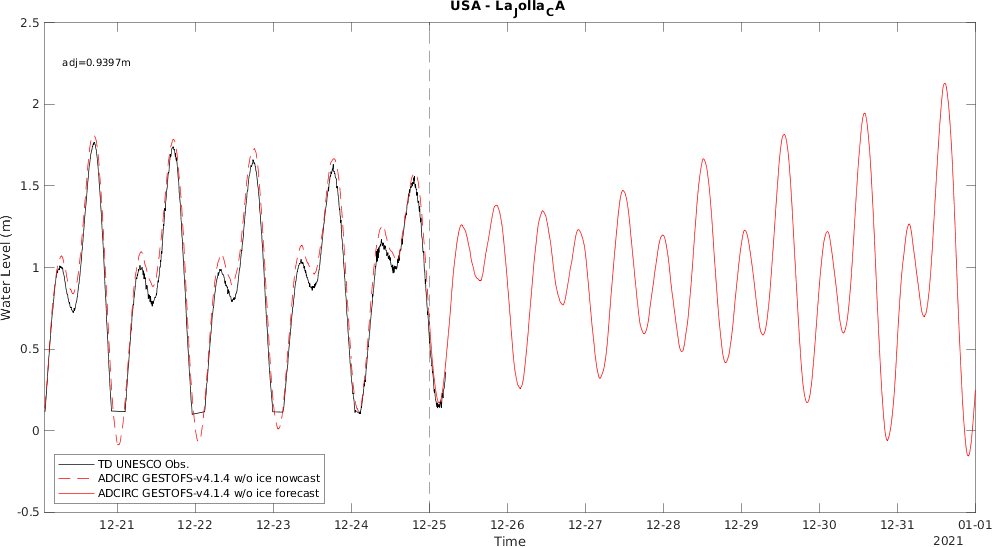 USA - LaJollaCA
adj=0.9397m
2.5
2
1.5
1
0.5
0
-0.5
Water Level (m)
TD UNESCO Obs.
ADCIRC GESTOFS-v4.1.4 w/o ice nowcast
ADCIRC GESTOFS-v4.1.4 w/o ice forecast
12-21 12-22 12-23 12-24 12-25 12-26 12-27 12-28 12-29 12-30 12-31 01-01
Time
2021